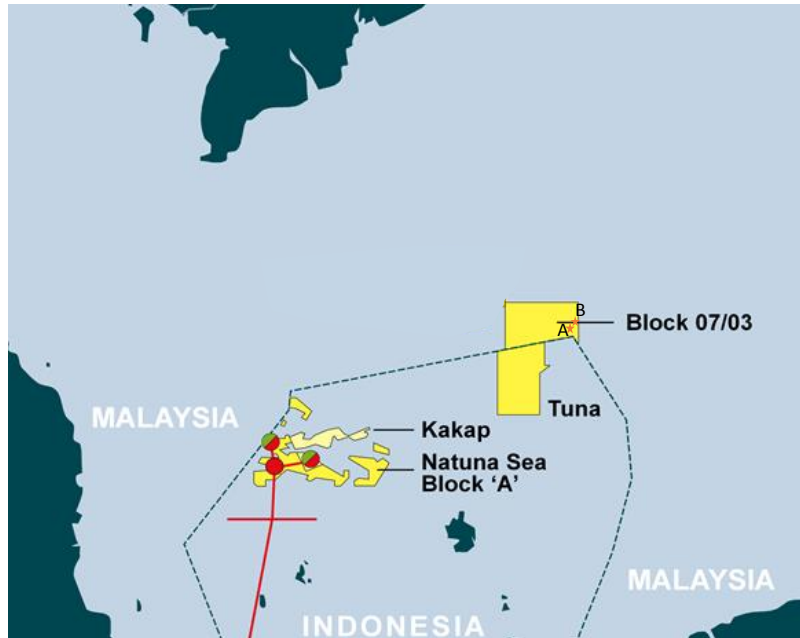 B
A
Block 07/03
Tuna
MALAYSIA
Kakap
Natuna Sea
Block ‘A’
MALAYSIA
INDONESIA